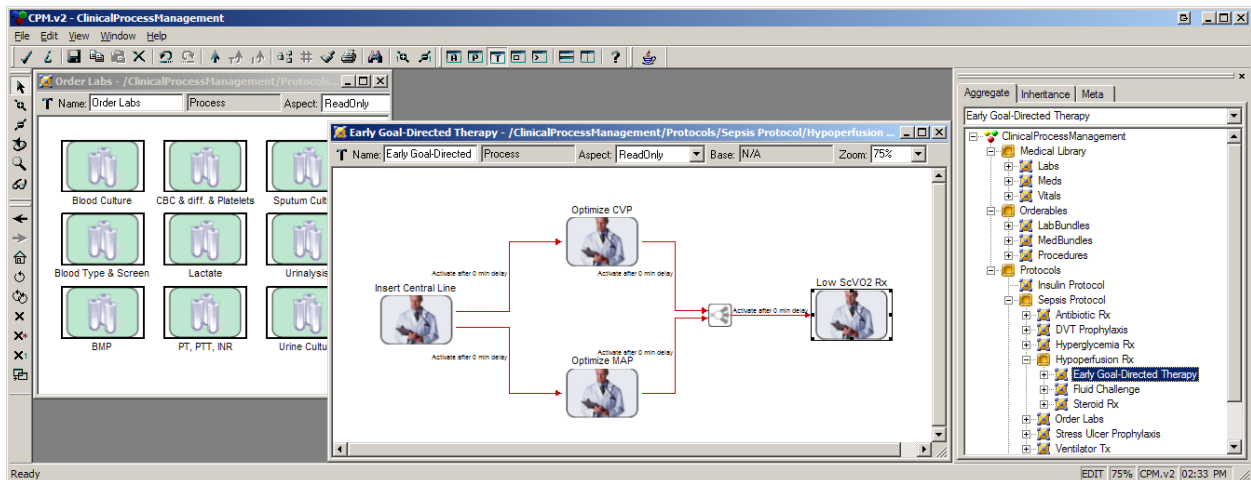 CPM.v2 - ClinicalProcessManagement
File Edit View Window Help
Order Labs - /ClinicalProcessManagement/Protocols...
Name: Order Labs Process Aspect: ReadOnly
Blood Culture CBC & diff. & Platelets Sputum Cult
Blood Type & Screen Lactate Urinalysis
BMP PT, PTT, INR Urine Cultu
Early Goal-Directed Therapy - /ClinicalProcessManagement/Protocols/Sepsis Protocol/Hypoperfusion ...
Name: Early Goal-Directed Process Aspect: ReadOnly Base: N/A Zoom: 75%
Optimize CVP
Activate after 0 min delay Activate after 0 min delay
Insert Central Line Low ScVO2 Rx
Activate after 0 min delay
Activate after 0 min delay Activate after 0 min delay
Optimize MAP
Aggregate Inheritance Meta
Early Goal-Directed Therapy
ClinicalProcessManagement
Medical Library
Labs
Meds
Vitals
Orderables
LabBundles
MedBundles
Procedures
Protocols
Insulin Protocol
Sepsis Protocol
Antibiotic Rx
DVT Prophylaxis
Hyperglycemia Rx
Hypoperfusion Rx
Early Goal-Directed Therapy
Fluid Challenge
Steroid Rx
Order Labs
Stress Ulcer Prophylaxis
Ventilator Tx
Ready EDIT 75% CPM.v2 02:33 PM